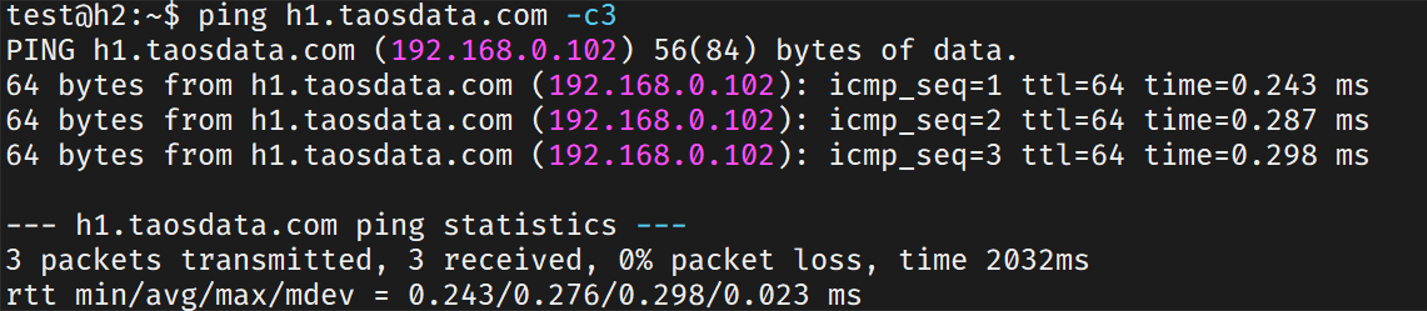 test@h2:~$ ping h1.taosdata.com -c3
PING h1.taosdata.com (192.168.0.102) 56(84) bytes of data.
64 bytes from h1.taosdata.com (192.168.0.102): icmp_seq=1 ttl=64 time=0.243 ms
64 bytes from h1.taosdata.com (192.168.0.102): icmp_seq=2 ttl=64 time=0.287 ms
64 bytes from h1.taosdata.com (192.168.0.102): icmp_seq=3 ttl=64 time=0.298 ms
--- h1.taosdata.com ping statistics ---
3 packets transmitted, 3 received, 0% packet loss, time 2032ms
rtt min/avg/max/mdev = 0.243/0.276/0.298/0.023 ms